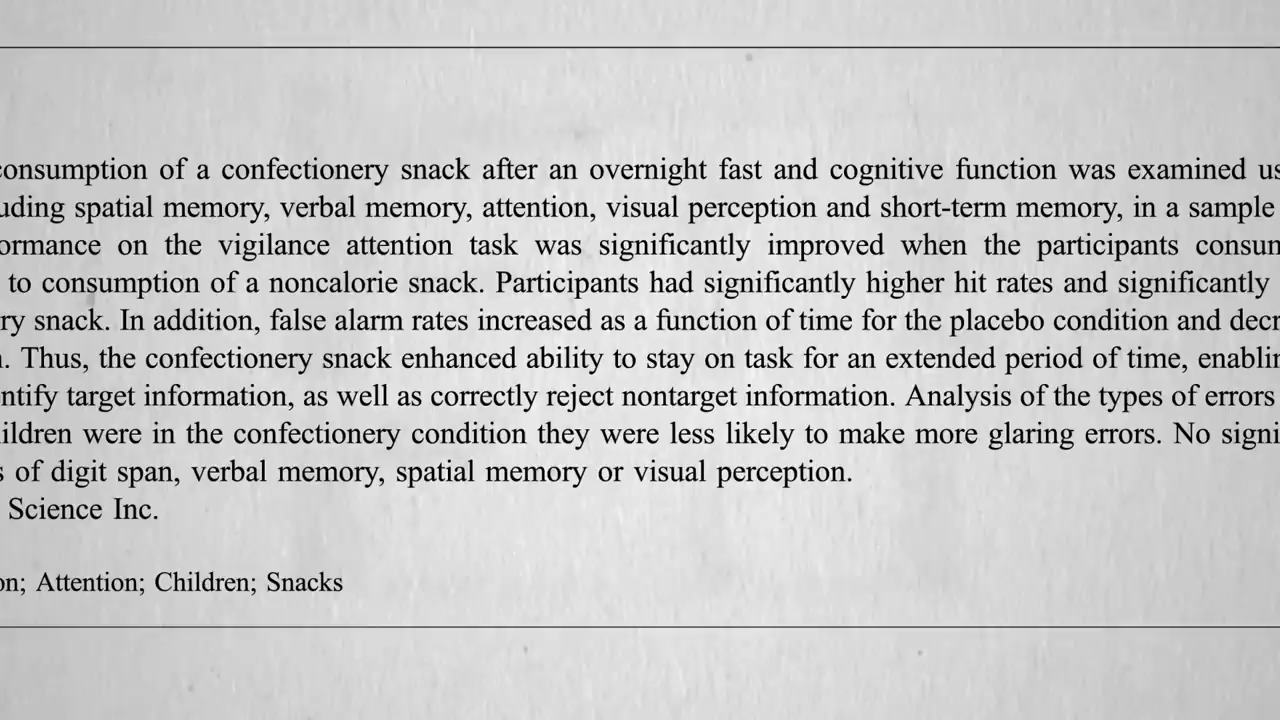 consumption of a confectionery snack after an overnight fast and cognitive function was examined us
uding spatial memory, verbal memory, attention, visual perception and short-term memory, in a sample
ormance on the vigilance attention task was significantly improved when the participants consum
to consumption of a noncalorie snack. Participants had significantly higher hit rates and significantly
ry snack. In addition, false alarm rates increased as a function of time for the placebo condition and decr
. Thus, the confectionery snack enhanced ability to stay on task for an extended period of time, enablin
ntify target information, as well as correctly reject nontarget information. Analysis of the types of errors
ildren were in the confectionery condition they were less likely to make more glaring errors. No signi
s of digit span, verbal memory, spatial memory or visual perception.
Science Inc.
on; Attention; Children; Snacks